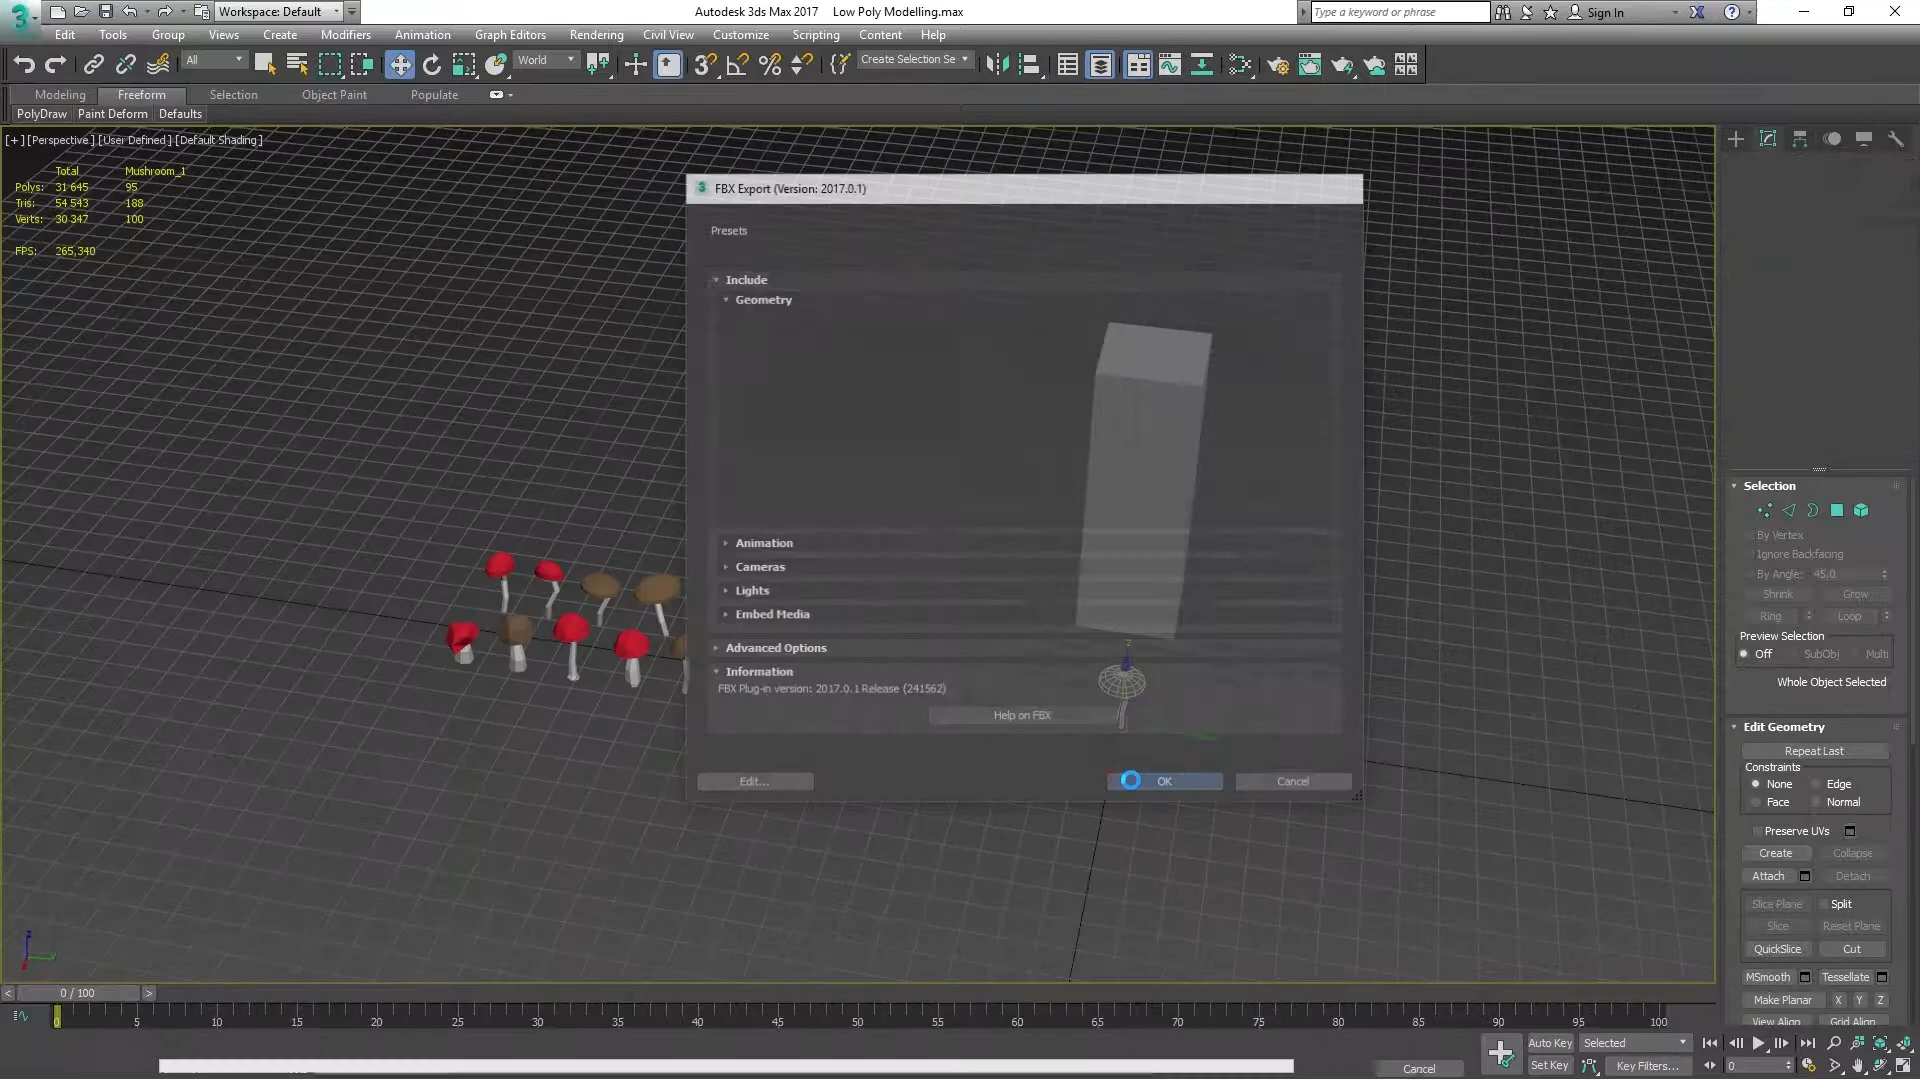 Workspace: Default
Autodesk 3ds Max 2017 Low Poly Modelling.max
Type a keyword or phrase
Sign In
Edit Tools Group Views Create Modifiers Animation Graph Editors Rendering Civil View Customize Scripting Content Help
All
World
Create Selection Se
Modeling Freeform Selection Object Paint Populate
PolyDraw Paint Deform Defaults
[+] [Perspective] [User Defined] [Default Shading]
Total Mushroom_1
Polys: 31 645 95
Tris: 54 543 188
Verts: 30 347 100
FPS: 265,340
FBX Export (Version: 2017.0.1)
Presets
Include
Geometry
Animation
Cameras
Lights
Embed Media
Advanced Options
Information
FBX Plug-in version: 2017.0.1 Release (241562)
Help on FBX
Edit...
OK
Cancel
Selection
By Vertex
Ignore Backfacing
By Angle: 45,0
Shrink Grow
Ring Loop
Preview Selection
Off SubObj Multi
Whole Object Selected
Edit Geometry
Repeat Last
Constraints
None Edge
Face Normal
Preserve UVs
Create Collapse
Attach Detach
Slice Plane Split
Slice Reset Plane
QuickSlice Cut
MSmooth Tessellate
Make Planar X Y Z
View Align Grid Align
0 / 100
0 5 10 15 20 25 30 35 40 45 50 55 60 65 70 75 80 85 90 95 100
Auto Key Selected
Set Key Key Filters...
0
Cancel